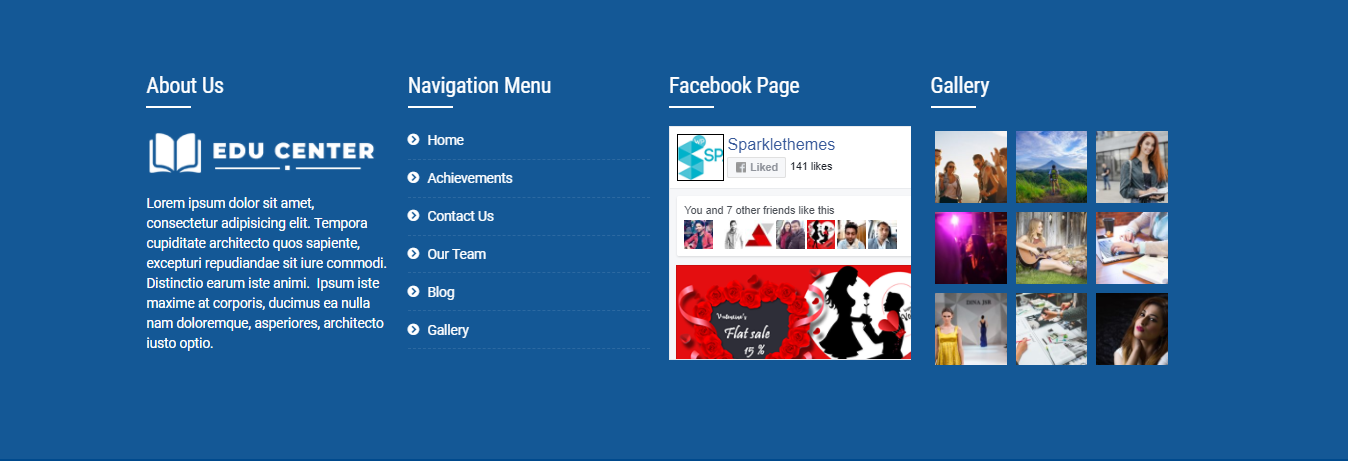 About Us
EDU CENTER
Lorem ipsum dolor sit amet,
consectetur adipisicing elit. Tempora
cupiditate architecto quos sapiente,
excepturi repudiandae sit iure commodi.
Distinctio earum iste animi.  Ipsum iste
maxime at corporis, ducimus ea nulla
nam doloremque, asperiores, architecto
iusto optio.
Navigation Menu
Home
Achievements
Contact Us
Our Team
Blog
Gallery
Facebook Page
SP
Sparklethemes
Liked 141 likes
You and 7 other friends like this
Valentine's
Flat sale
15 %
Gallery